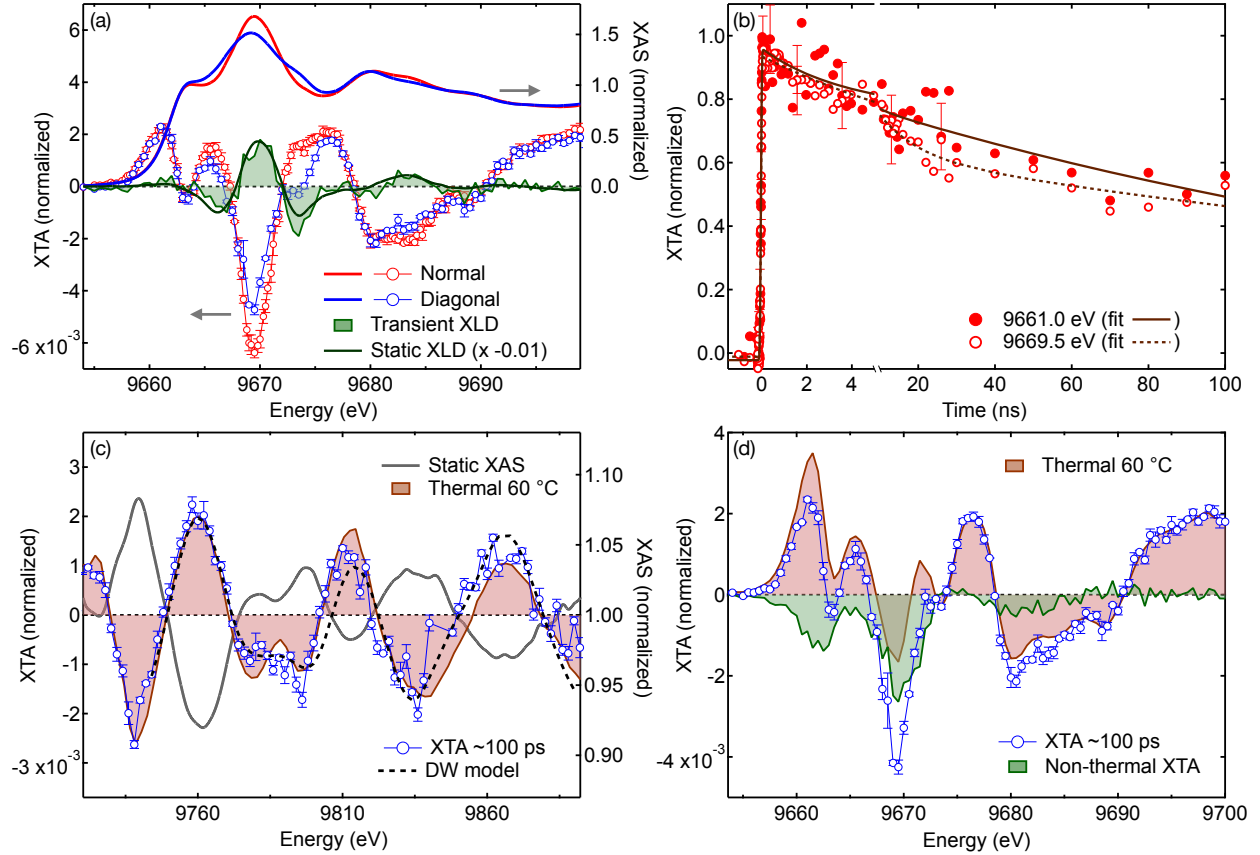 (a)
XTA (normalized)
6
4
2
0
-2
-4
-6 x10⁻³
XAS (normalized)
1.5
1.0
0.5
0.0
Normal
Diagonal
Transient XLD
Static XLD (x -0.01)
9660 9670 9680 9690
Energy (eV)
(b)
XTA (normalized)
1.0
0.8
0.6
0.4
0.2
0.0
9661.0 eV (fit )
9669.5 eV (fit )
0 2 4 20 40 60 80 100
Time (ns)
(c)
XTA (normalized)
3
2
1
0
-1
-2
-3 x10⁻³
XAS (normalized)
1.10
1.05
1.00
0.95
0.90
Static XAS
Thermal 60 °C
XTA ~100 ps
DW model
9760 9810 9860
Energy (eV)
(d)
XTA (normalized)
4
2
0
-2
-4 x10⁻³
Thermal 60 °C
XTA ~100 ps
Non-thermal XTA
9660 9670 9680 9690 9700
Energy (eV)